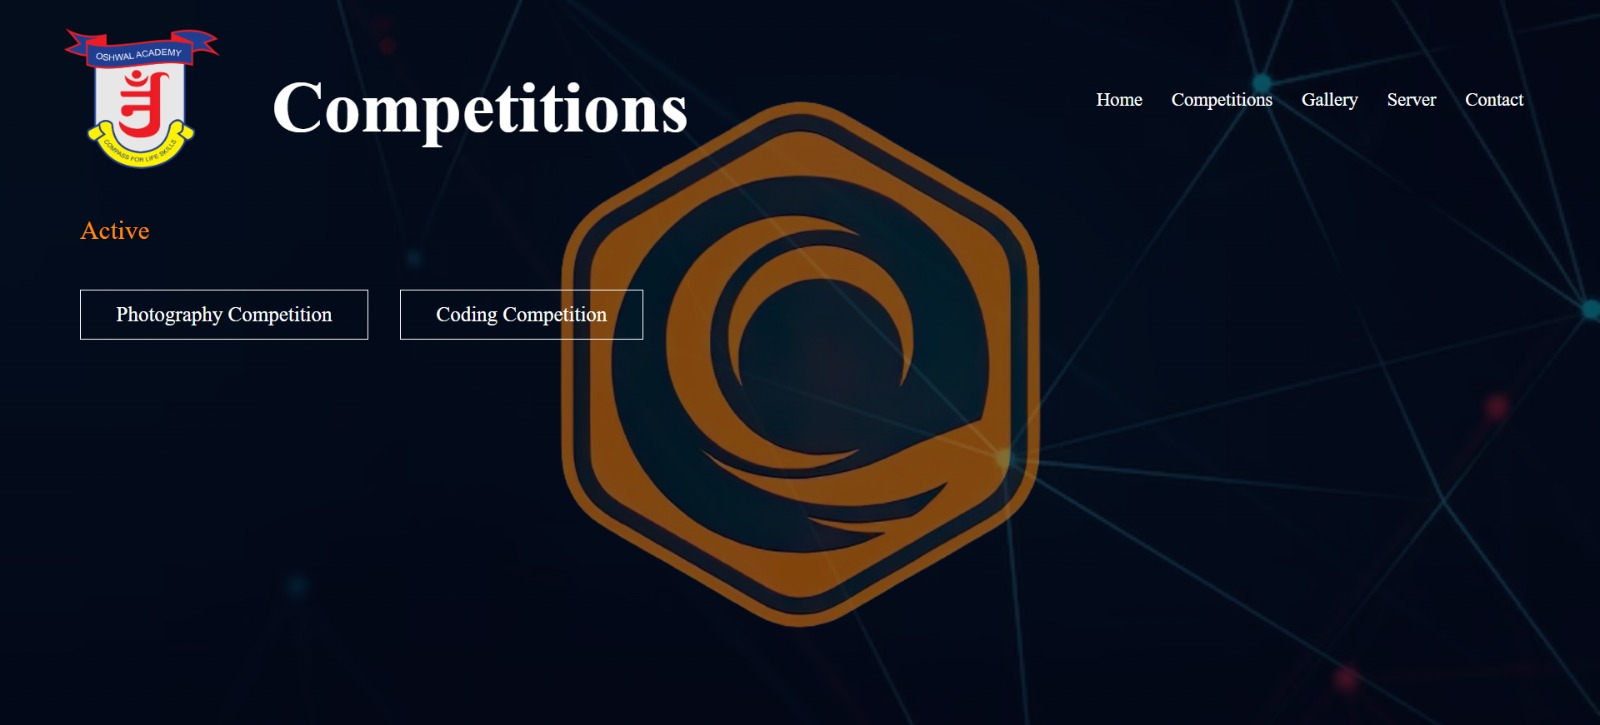 OSHWAL ACADEMY
COMPASS FOR LIFE SKILLS
Competitions
Home Competitions Gallery Server Contact
Active
Photography Competition Coding Competition